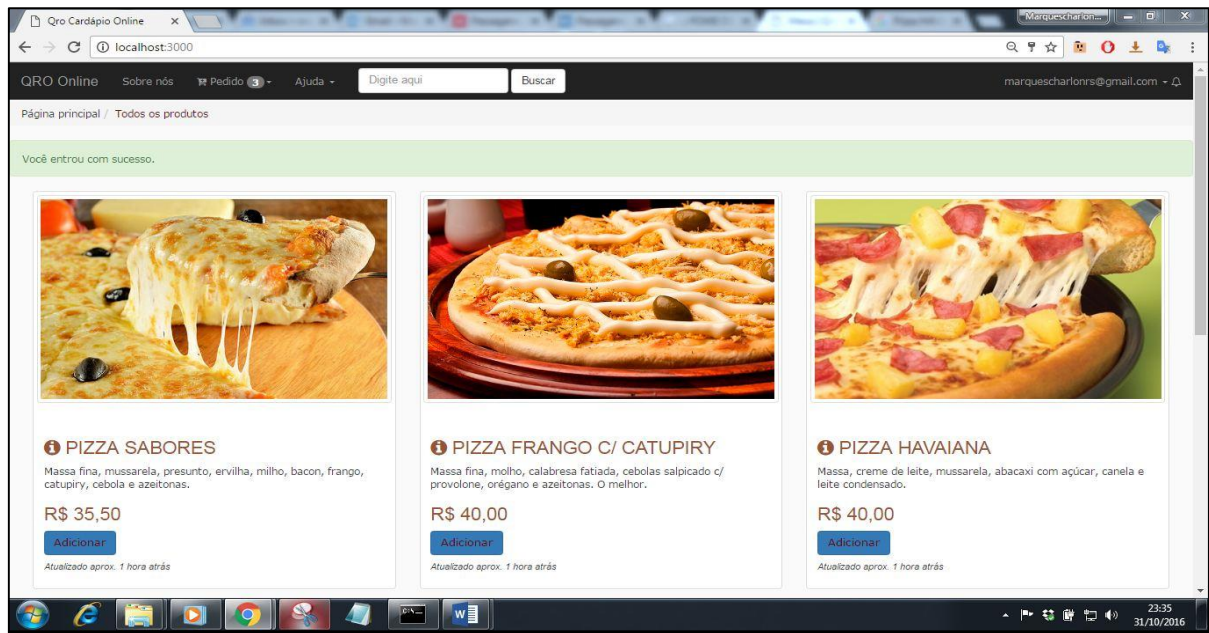 Qro Cardápio Online
Marquescharlon...
localhost:3000
QRO Online Sobre nós Pedido 3 Ajuda Digite aqui Buscar marquescharlonrs@gmail.com
Página principal / Todos os produtos
Você entrou com sucesso.
PIZZA SABORES
Massa fina, mussarela, presunto, ervilha, milho, bacon, frango,
catupiry, cebola e azeitonas.
R$ 35,50
Adicionar
Atualizado aprox. 1 hora atrás
PIZZA FRANGO C/ CATUPIRY
Massa fina, molho, calabresa fatiada, cebolas salpicado c/
provolone, orégano e azeitonas. O melhor.
R$ 40,00
Adicionar
Atualizado aprox. 1 hora atrás
PIZZA HAVAIANA
Massa, creme de leite, mussarela, abacaxi com açúcar, canela e
leite condensado.
R$ 40,00
Adicionar
Atualizado aprox. 1 hora atrás
23:35
31/10/2016